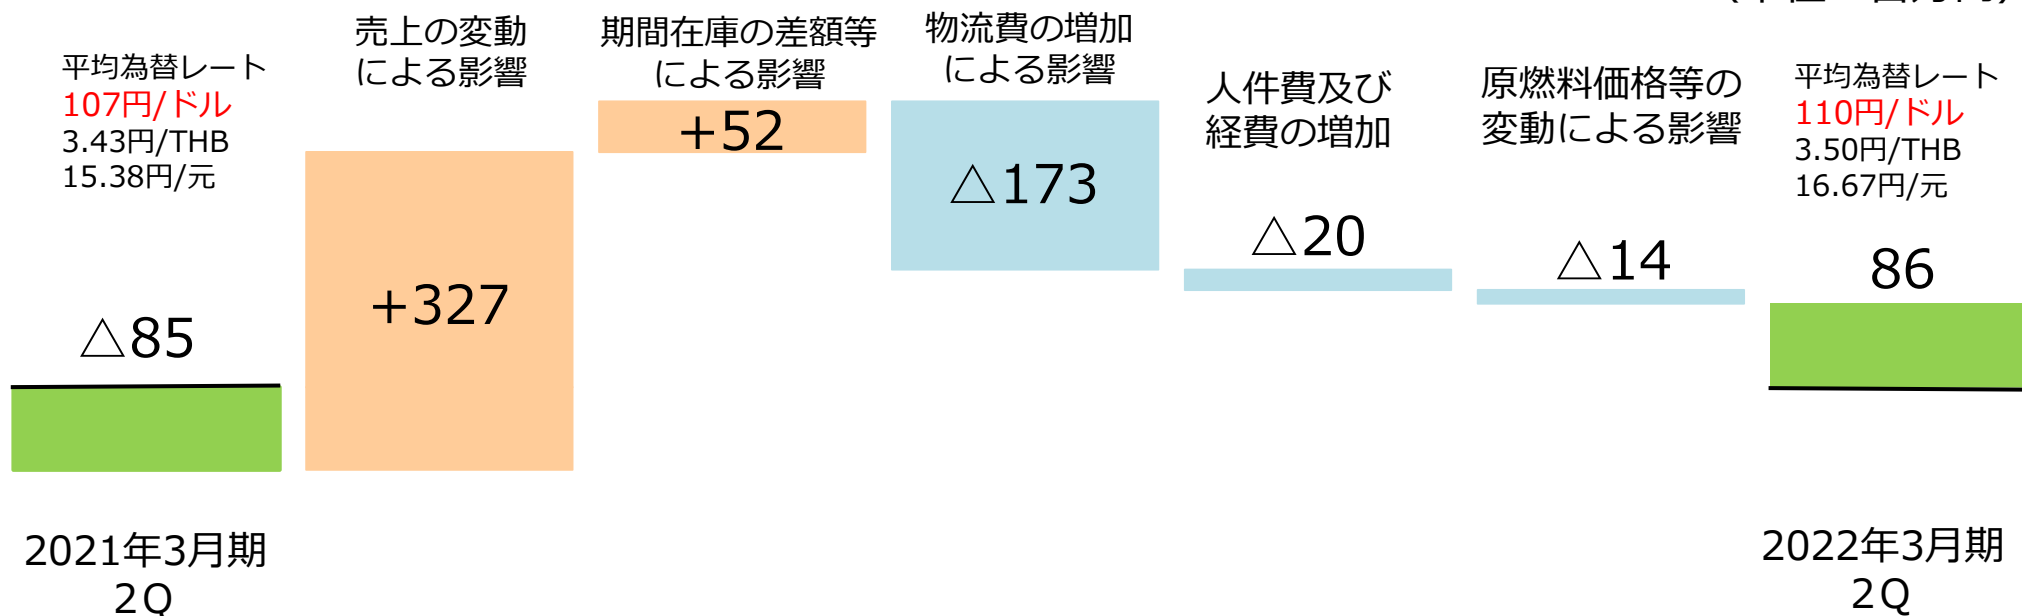 平均為替レート
107円/ドル
3.43円/THB
15.38円/元
△85
2021年3月期
2Q
売上の変動
による影響
+327
期間在庫の差額等
による影響
+52
物流費の増加
による影響
△173
人件費及び
経費の増加
△20
原燃料価格等の
変動による影響
△14
平均為替レート
110円/ドル
3.50円/THB
16.67円/元
86
2022年3月期
2Q